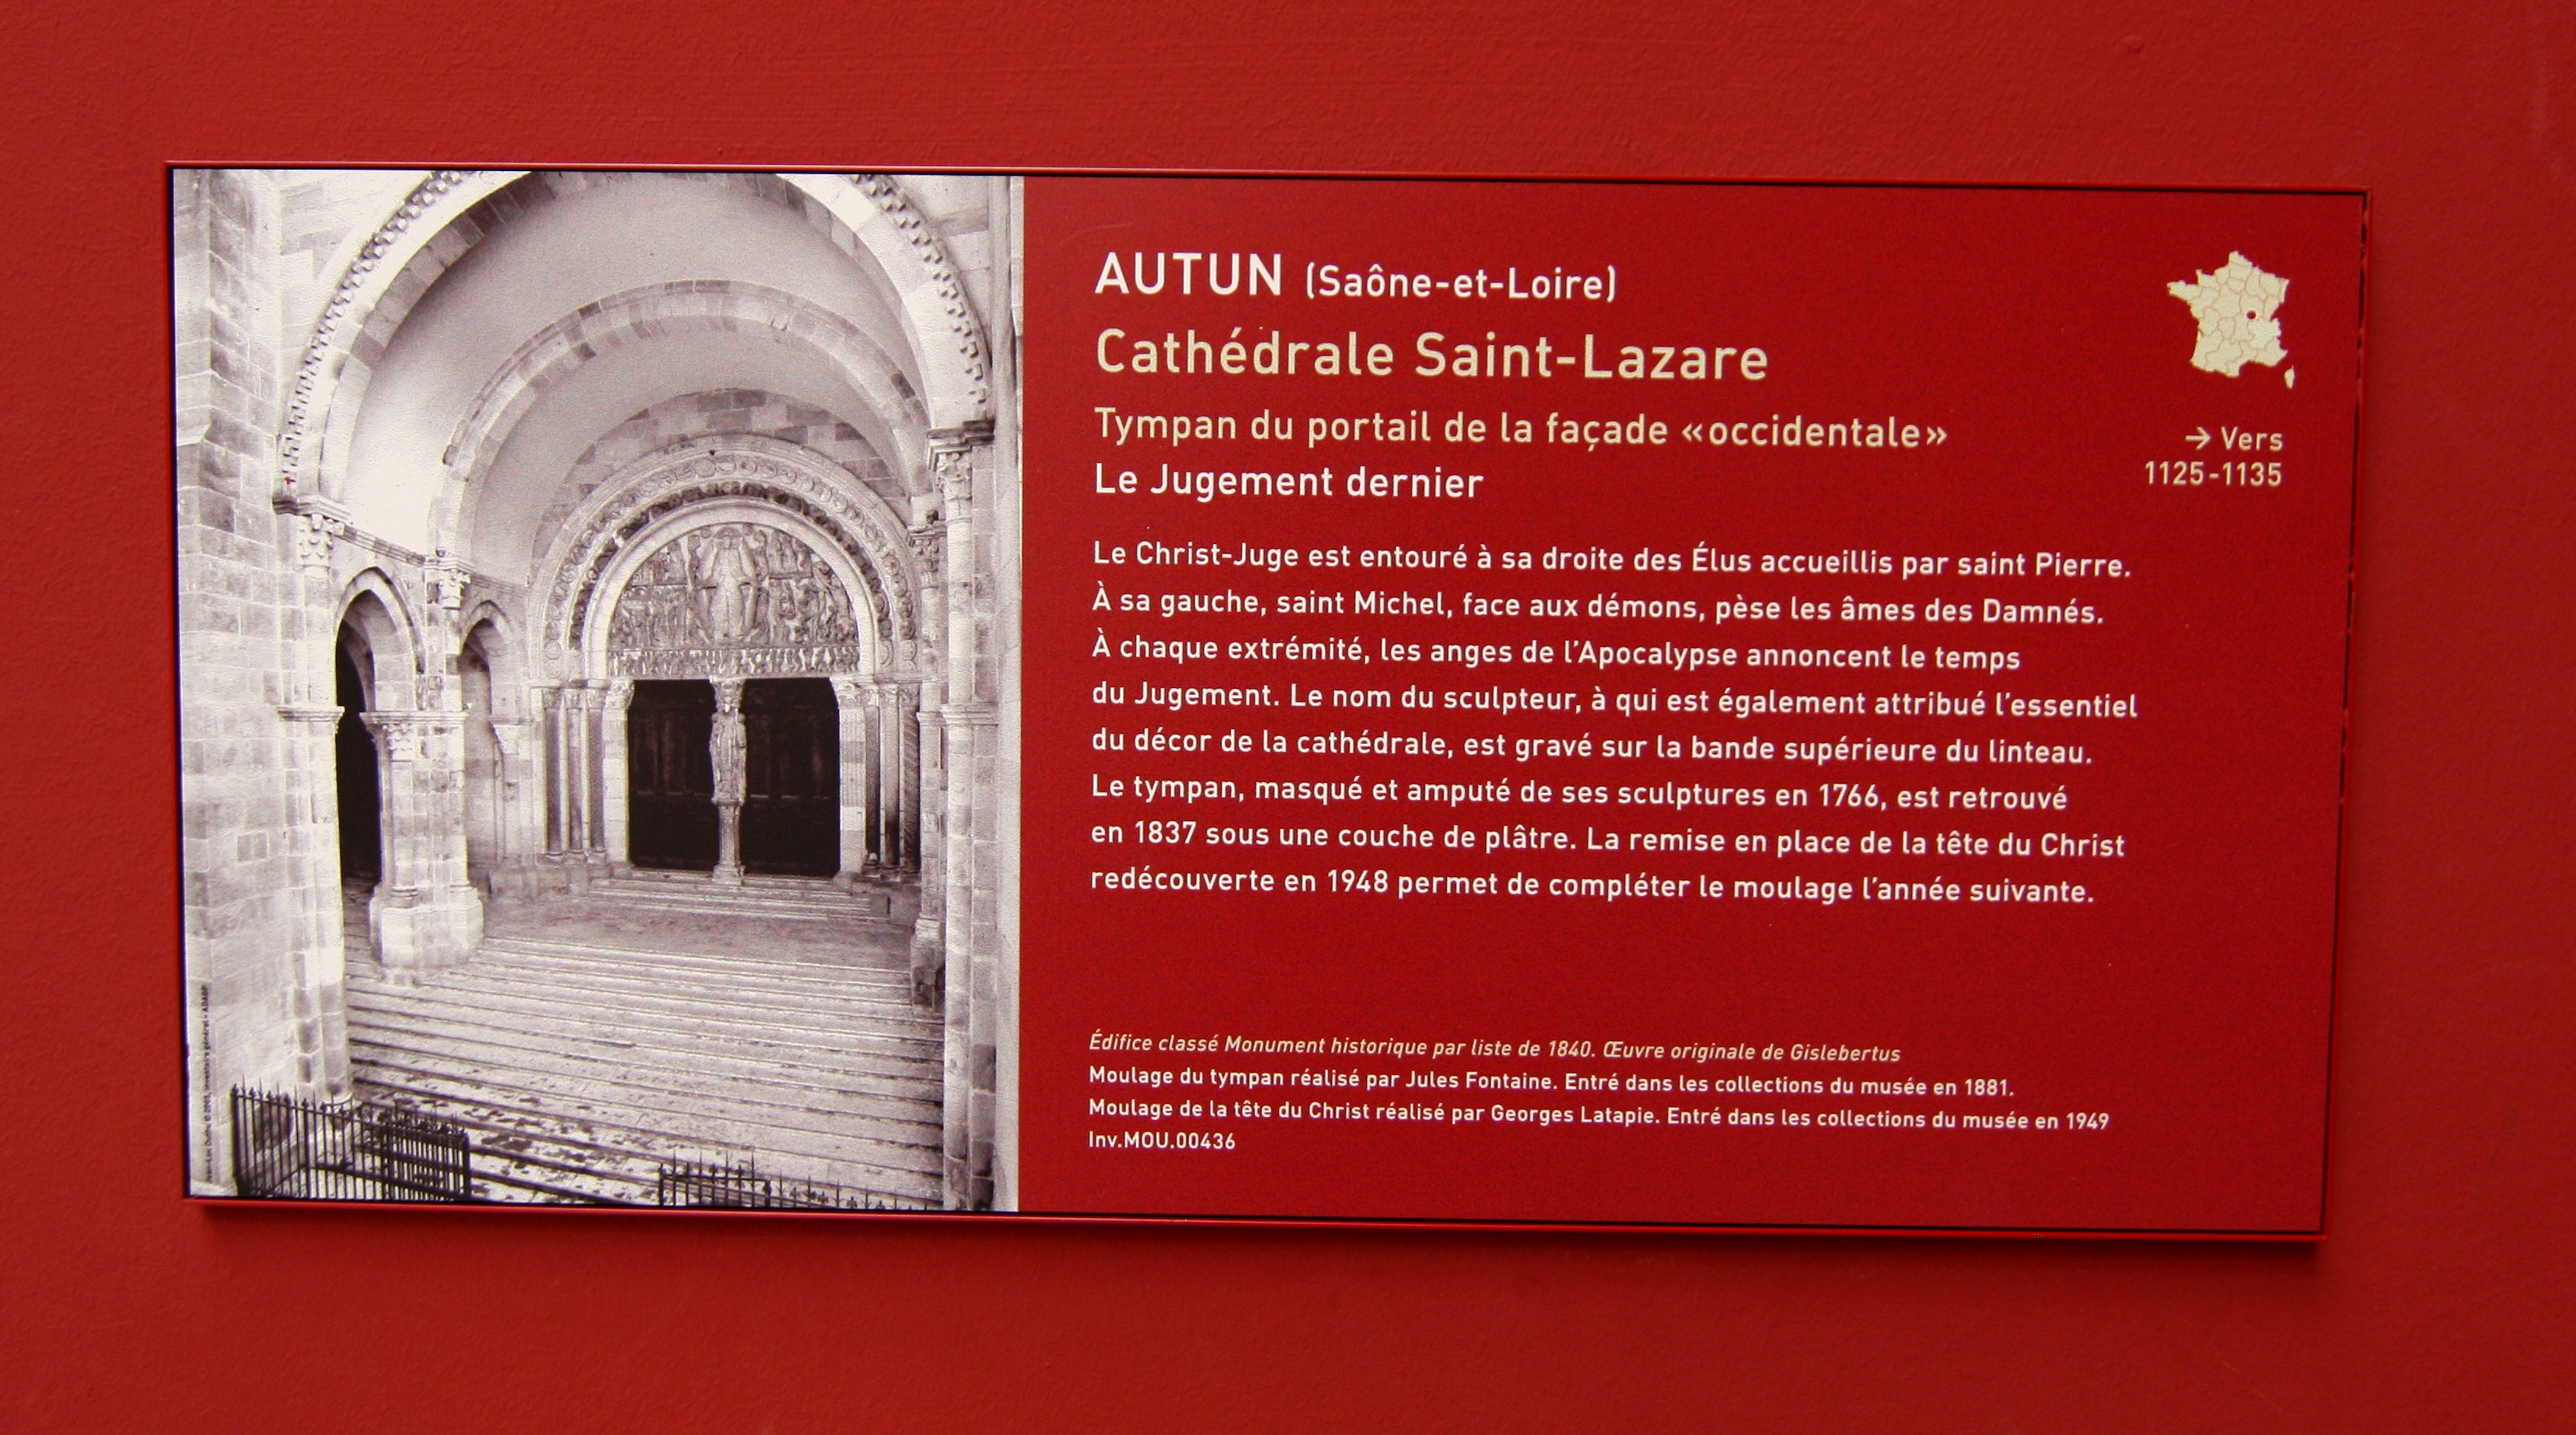 AUTUN (Saône-et-Loire)
Cathédrale Saint-Lazare
Tympan du portail de la façade «occidentale»
Le Jugement dernier
→ Vers
1125-1135
Le Christ-Juge est entouré à sa droite des Élus accueillis par saint Pierre.
À sa gauche, saint Michel, face aux démons, pèse les âmes des Damnés.
À chaque extrémité, les anges de l'Apocalypse annoncent le temps
du Jugement. Le nom du sculpteur, à qui est également attribué l'essentiel
du décor de la cathédrale, est gravé sur la bande supérieure du linteau.
Le tympan, masqué et amputé de ses sculptures en 1766, est retrouvé
en 1837 sous une couche de plâtre. La remise en place de la tête du Christ
redécouverte en 1948 permet de compléter le moulage l'année suivante.
Édifice classé Monument historique par liste de 1840. Œuvre originale de Gislebertus
Moulage du tympan réalisé par Jules Fontaine. Entré dans les collections du musée en 1881.
Moulage de la tête du Christ réalisé par Georges Latapie. Entré dans les collections du musée en 1949
Inv.MOU.00436